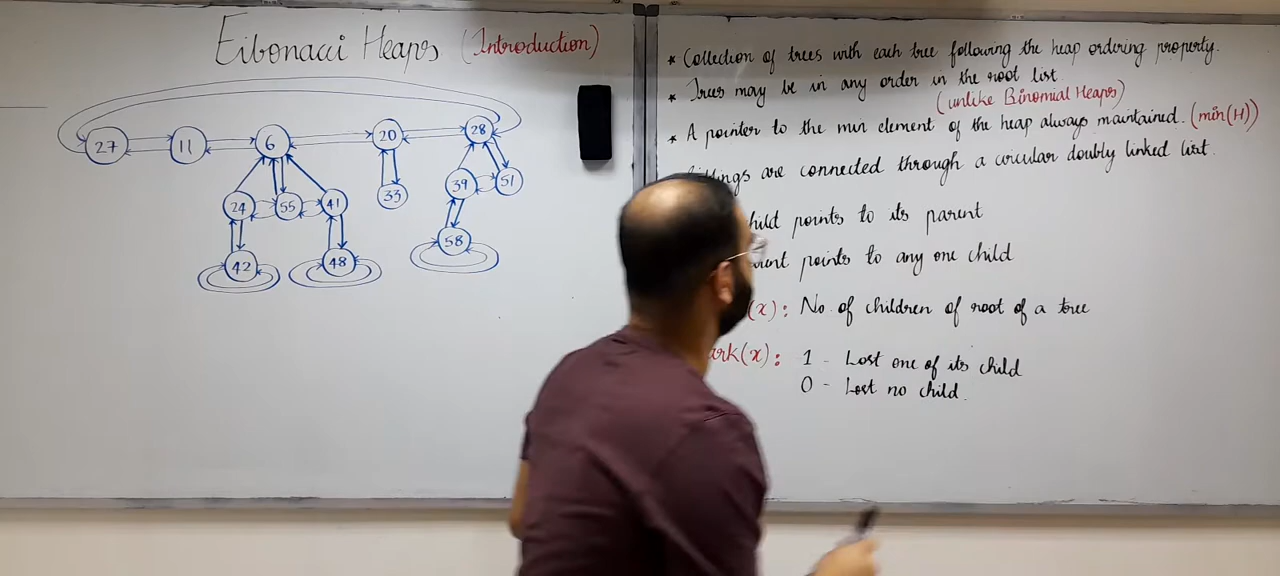 Fibonacci Heaps (Introduction)
27 11 6 20 28
24 55 41 33 39 51
42 48 58
* Collection of trees with each tree following the heap ordering property.
* Trees may be in any order in the root list
(unlike Binomial Heaps)
* A pointer to the min element of the heap always maintained. (min(H))
are connected through a circular doubly linked list.
points to its parent
points to any one child
(x): No. of children of root of a tree
(x): 1 - Lost one of its child
0 - Lost no child.